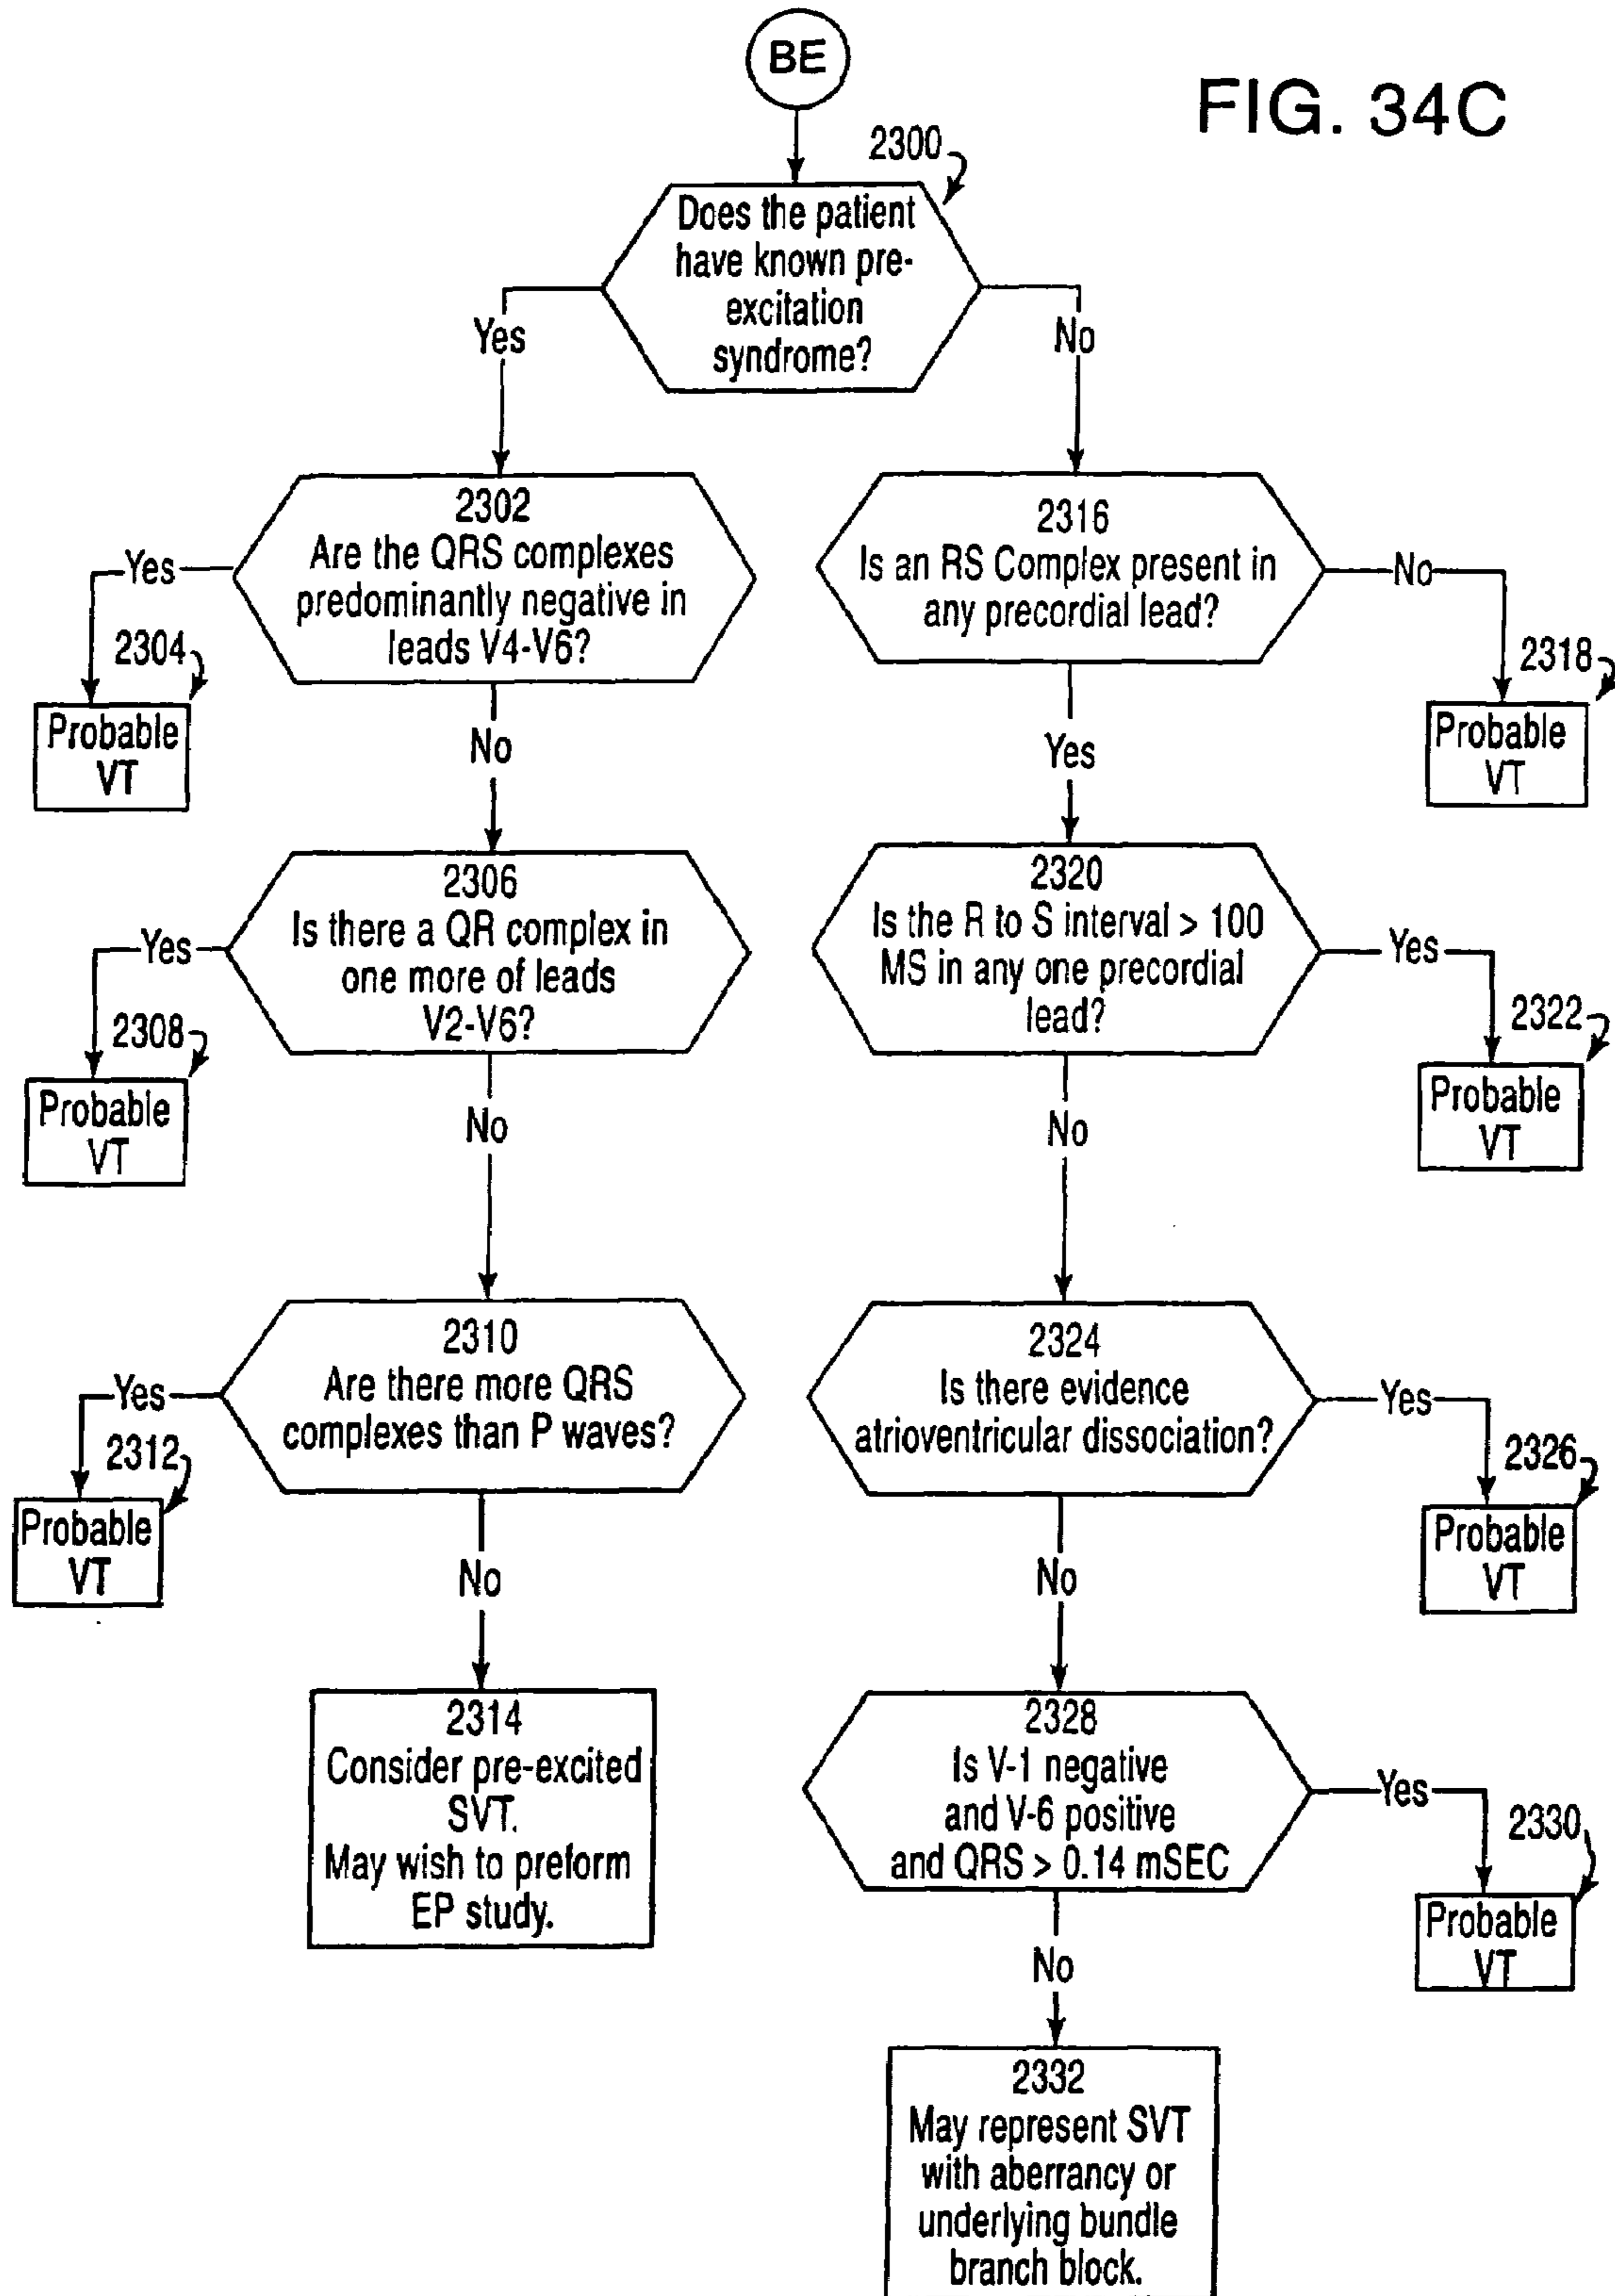 BE
FIG. 34C
2300
Does the patient
have known pre-
excitation
syndrome?
Yes
No
2302
Are the QRS complexes
predominantly negative in
leads V4-V6?
Yes
2304
Probable
VT
No
2316
Is an RS Complex present in
any precordial lead?
No
2318
Probable
VT
Yes
2306
Is there a QR complex in
one more of leads
V2-V6?
Yes
2308
Probable
VT
No
2320
Is the R to S interval > 100
MS in any one precordial
lead?
Yes
2322
Probable
VT
No
2310
Are there more QRS
complexes than P waves?
Yes
2312
Probable
VT
No
2324
Is there evidence
atrioventricular dissociation?
Yes
2326
Probable
VT
No
2314
Consider pre-excited
SVT.
May wish to preform
EP study.
2328
Is V-1 negative
and V-6 positive
and QRS > 0.14 mSEC
Yes
2330
Probable
VT
No
2332
May represent SVT
with aberrancy or
underlying bundle
branch block.